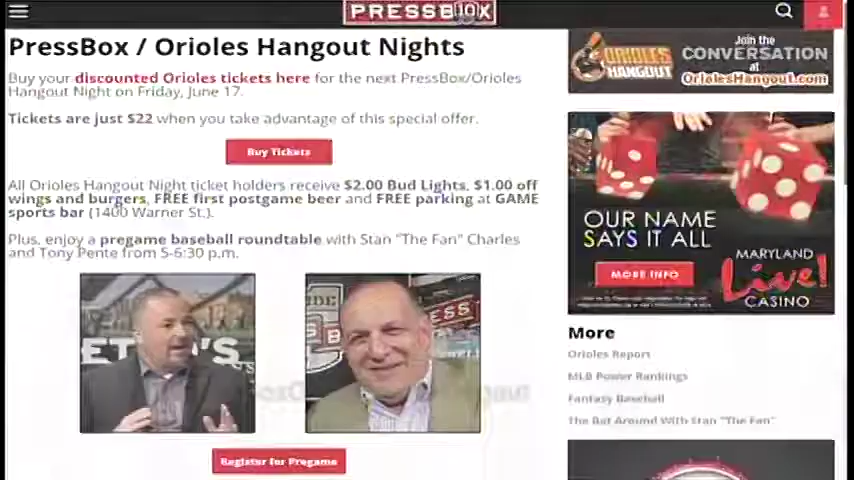 PRESSBOX
PressBox / Orioles Hangout Nights
Buy your discounted Orioles tickets here for the next PressBox/Orioles
Hangout Night on Friday, June 17.
Tickets are just $22 when you take advantage of this special offer.
Buy Tickets
All Orioles Hangout Night ticket holders receive $2.00 Bud Lights, $1.00 off
wings and burgers, FREE first postgame beer and FREE parking at GAME
sports bar (1400 Warner St.).
Plus, enjoy a pregame baseball roundtable with Stan "The Fan" Charles
and Tony Pente from 5-6:30 p.m.
Register for Pregame
ORIOLES
HANGOUT
Join the
CONVERSATION
at
OriolesHangout.com
OUR NAME
SAYS IT ALL
MORE INFO
MARYLAND
Live!
CASINO
More
Orioles Report
MLB Power Rankings
Fantasy Baseball
The Bat Around With Stan "The Fan"